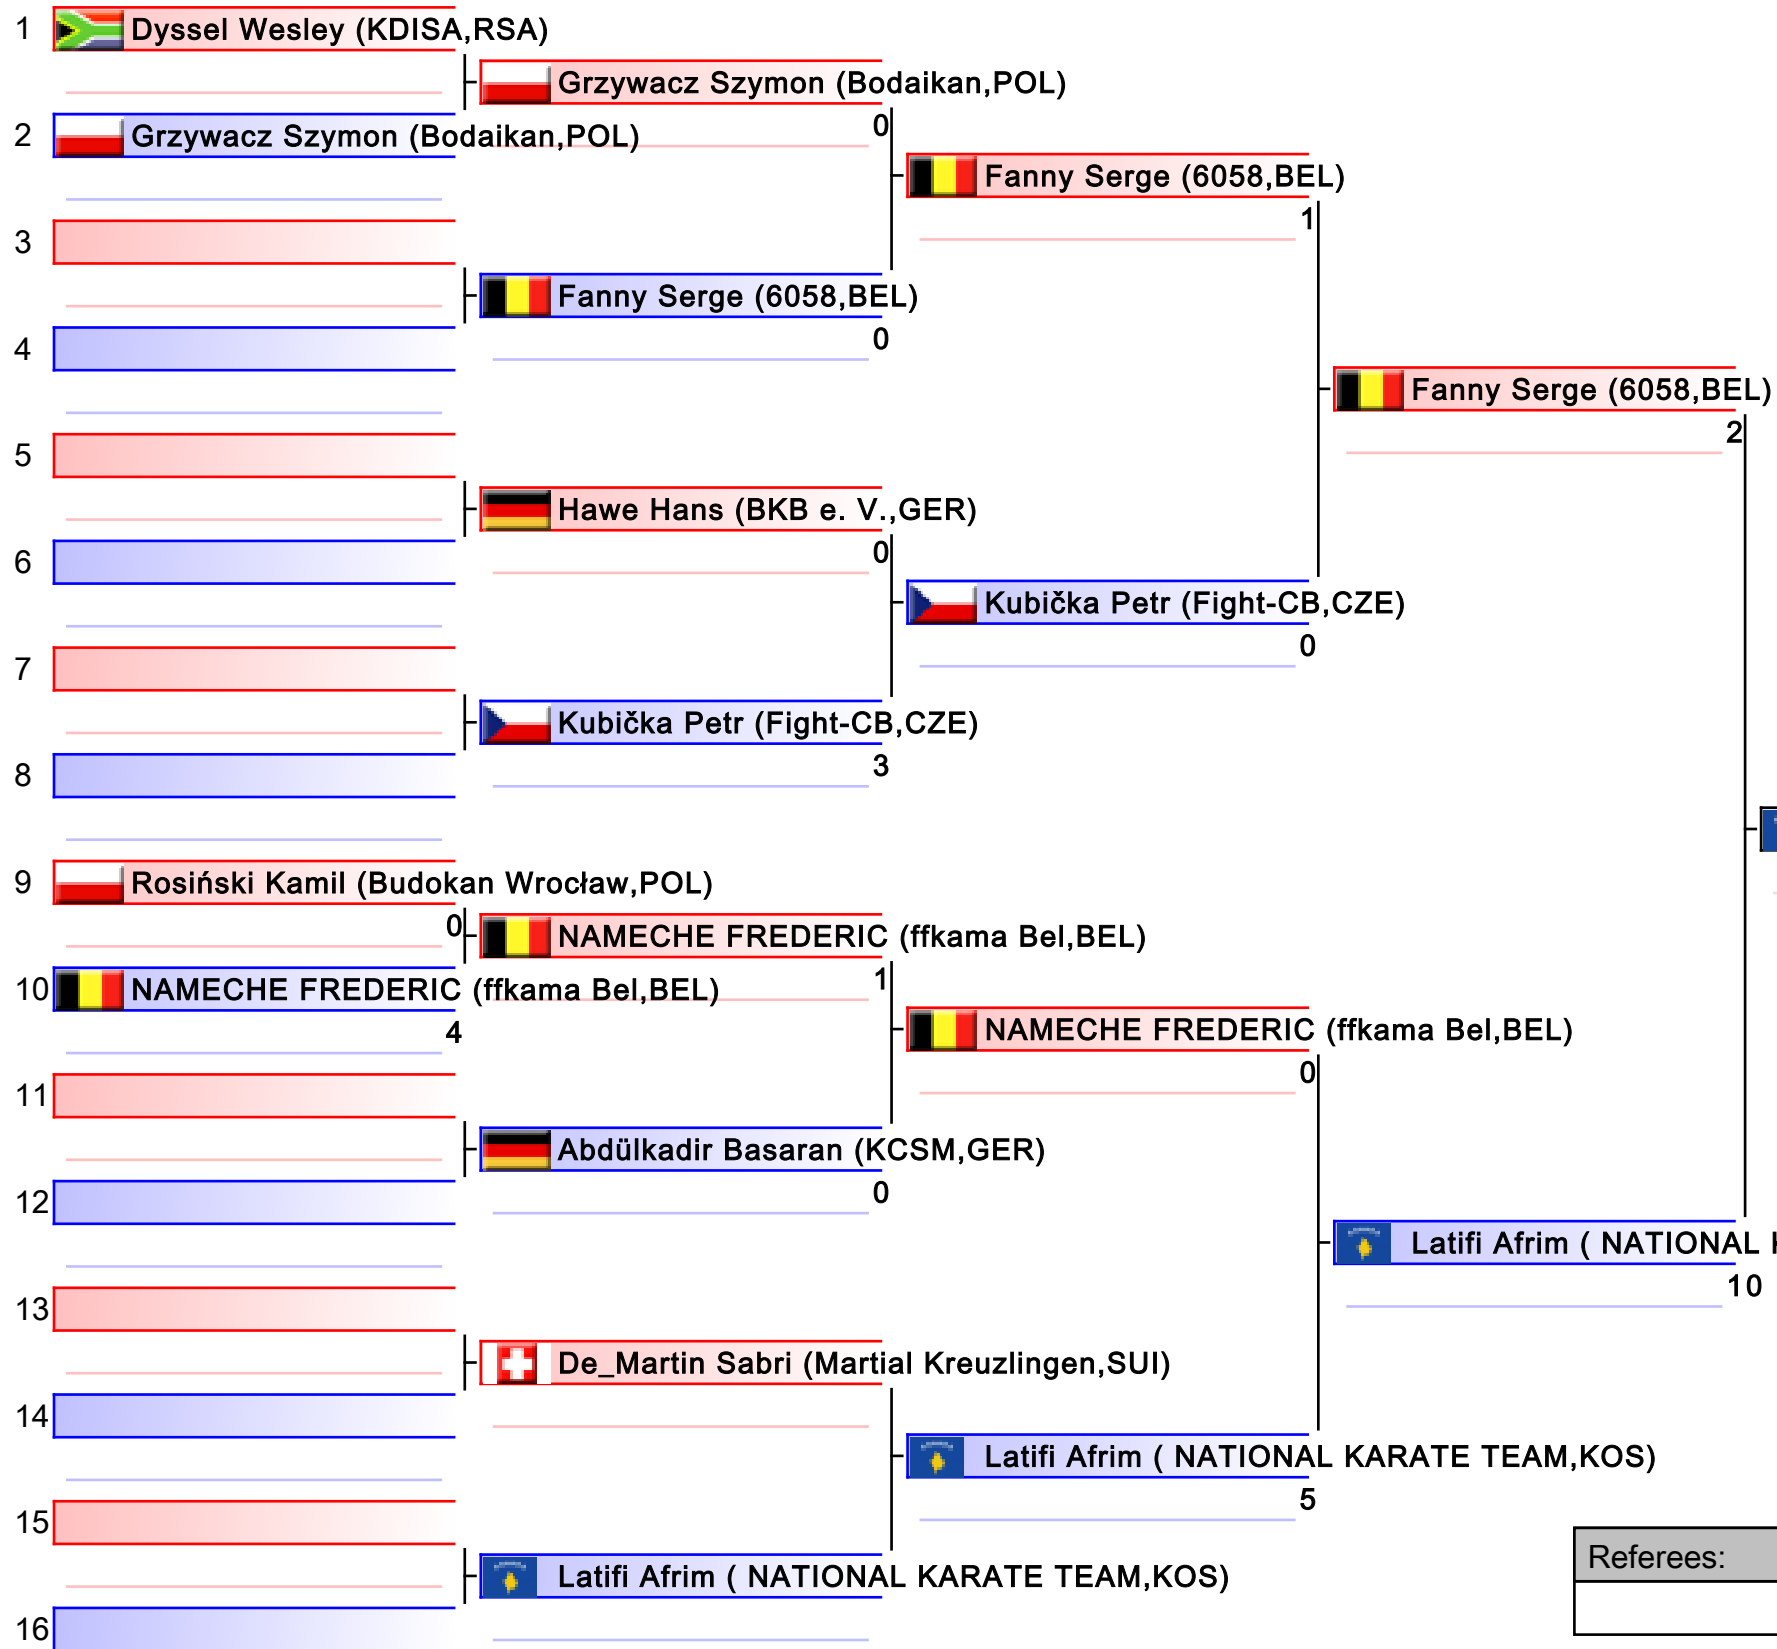 1 Dyssel Wesley (KDISA,RSA)
Grzywacz Szymon (Bodaikan,POL)
0
2 Grzywacz Szymon (Bodaikan,POL)
Fanny Serge (6058,BEL)
1
3
Fanny Serge (6058,BEL)
0
4
Fanny Serge (6058,BEL)
2
5
Hawe Hans (BKB e. V.,GER)
0
6
Kubička Petr (Fight-CB,CZE)
0
7
Kubička Petr (Fight-CB,CZE)
3
8
9 Rosiński Kamil (Budokan Wrocław,POL)
0
NAMECHE FREDERIC (ffkama Bel,BEL)
1
10 NAMECHE FREDERIC (ffkama Bel,BEL)
4
NAMECHE FREDERIC (ffkama Bel,BEL)
0
11
Abdülkadir Basaran (KCSM,GER)
0
12
Latifi Afrim ( NATIONAL
10
13
De_Martin Sabri (Martial Kreuzlingen,SUI)
14
Latifi Afrim ( NATIONAL KARATE TEAM,KOS)
5
15
Latifi Afrim ( NATIONAL KARATE TEAM,KOS)
16
Referees: